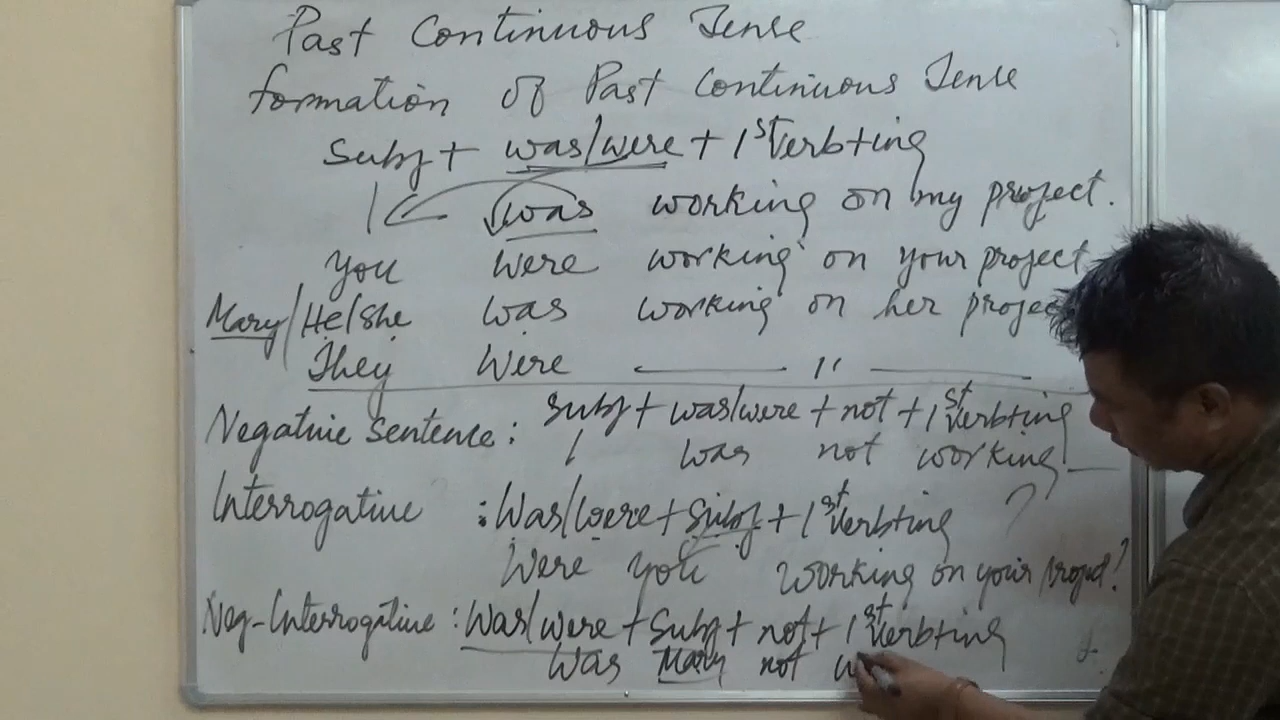 Past Continuous Tense
formation of Past Continuous Tense
Subj + was/were + 1st Verb+ing
I was working on my project.
You were working on your project
Mary/He/She was working on her projec
They were ——— " ———
Negative Sentence: Subj + was/were + not + 1st Verb+ing
I was not working
Interrogative : Was/were + Subj + 1st Verb+ing ?
Were you working on your project?
Neg-Interrogative : Was/were + Subj + not + 1st Verb+ing
Was Mary not w